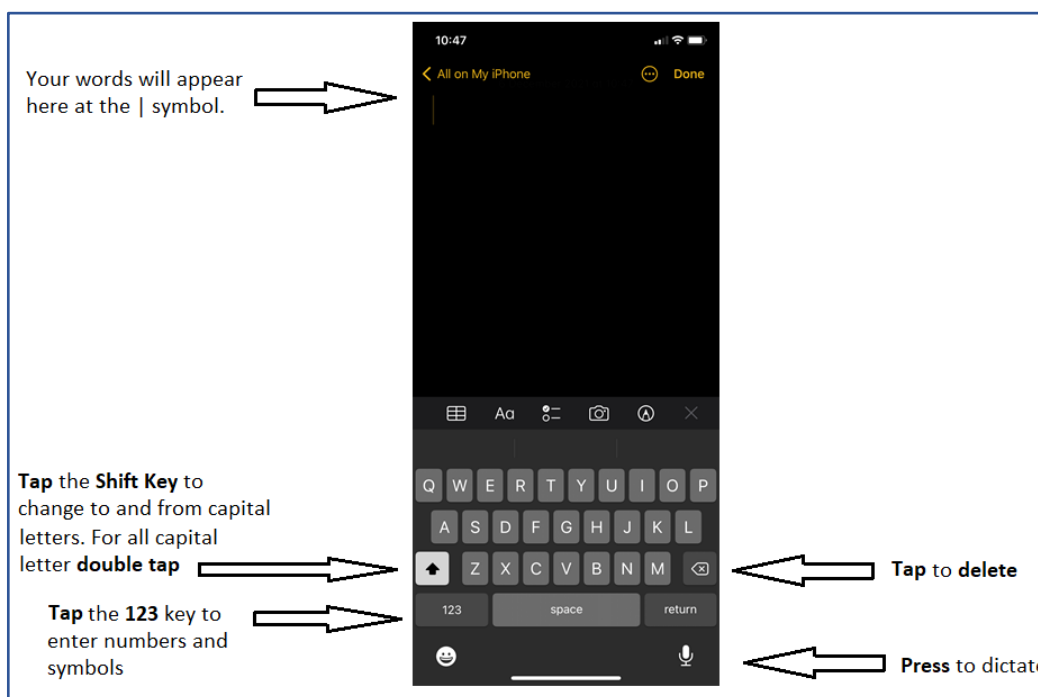 10:47
All on My iPhone
Done
Your words will appear
here at the | symbol.
Aa
Q W E R T Y U I O P
Tap the Shift Key to
change to and from capital
letters. For all capital
letter double tap
A S D F G H J K L
Z X C V B N M
Tap to delete
Tap the 123 key to
enter numbers and
symbols
123 space return
Press to dictate